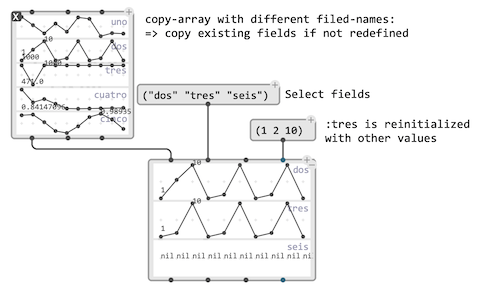 copy-array with different filed-names:
=> copy existing fields if not redefined
X
uno
10
dos
1
1000
1000
tres
471.0
cuatro
0.84147096
0.98935
cinco
("dos" "tres" "seis")
Select fields
(1 2 10)
:tres is reinitialized
with other values
10
dos
1
10
tres
1
seis
nil nil nil nil nil nil nil nil nil nil